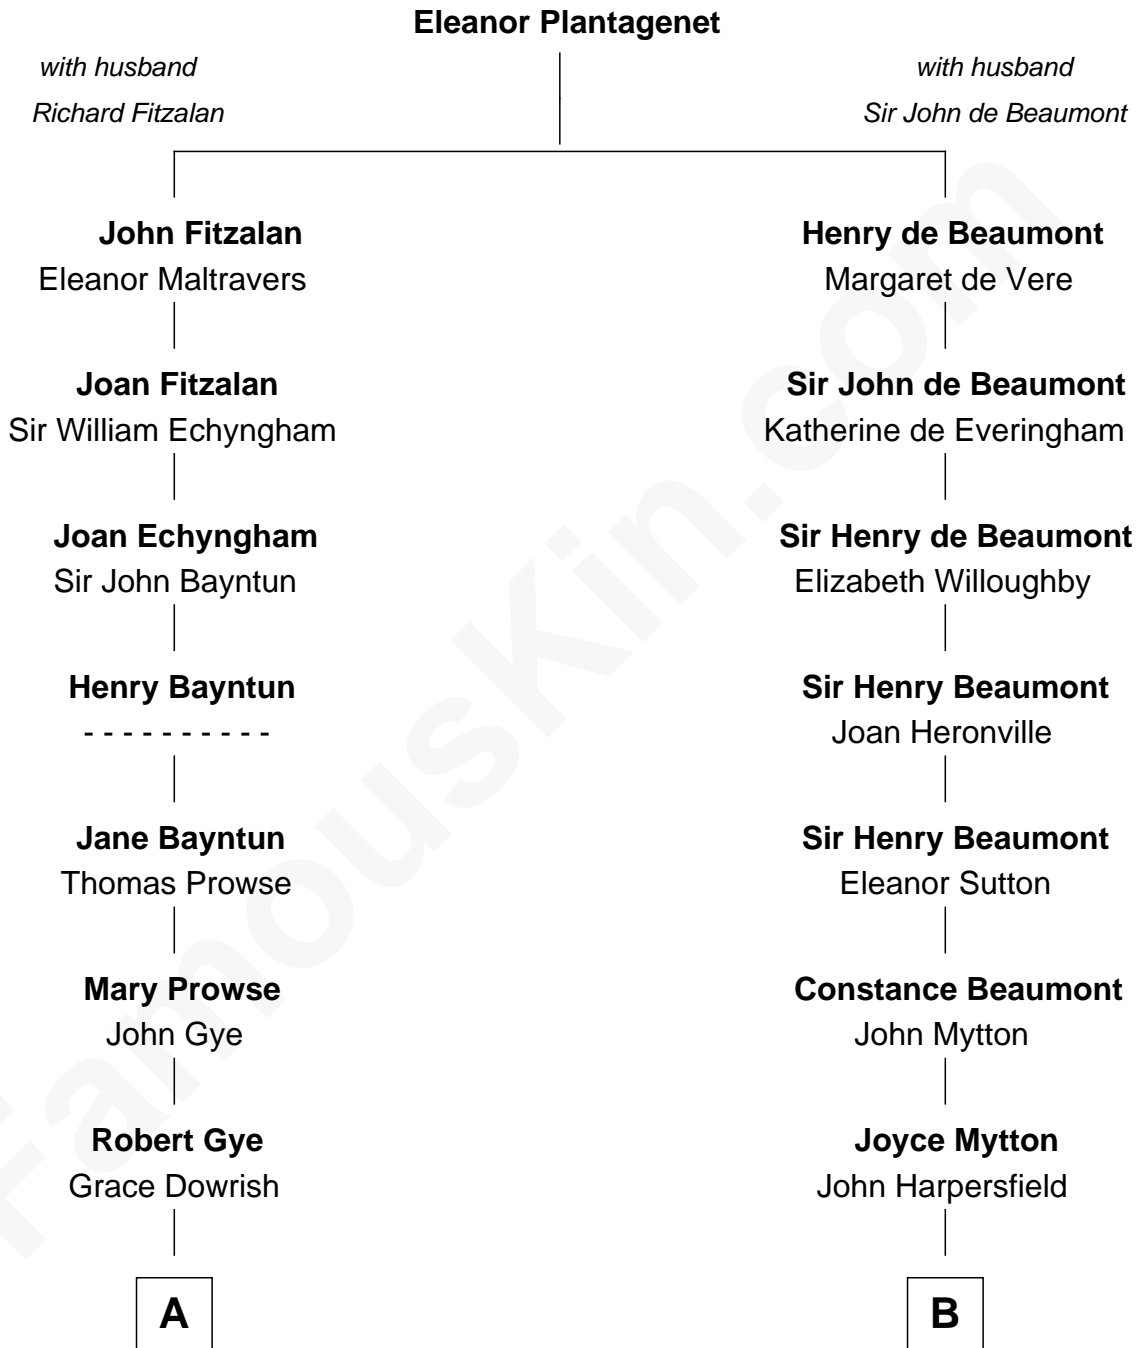 Eleanor Plantagenet
with husband
Richard Fitzalan
with husband
Sir John de Beaumont
John Fitzalan
Eleanor Maltravers
Henry de Beaumont
Margaret de Vere
Joan Fitzalan
Sir William Echyngham
Sir John de Beaumont
Katherine de Everingham
Joan Echyngham
Sir John Bayntun
Sir Henry de Beaumont
Elizabeth Willoughby
Henry Bayntun
- - - - - - - - - -
Sir Henry Beaumont
Joan Heronville
Jane Bayntun
Thomas Prowse
Sir Henry Beaumont
Eleanor Sutton
Mary Prowse
John Gye
Constance Beaumont
John Mytton
Robert Gye
Grace Dowrish
Joyce Mytton
John Harpersfield
A
B
FamousKin.com